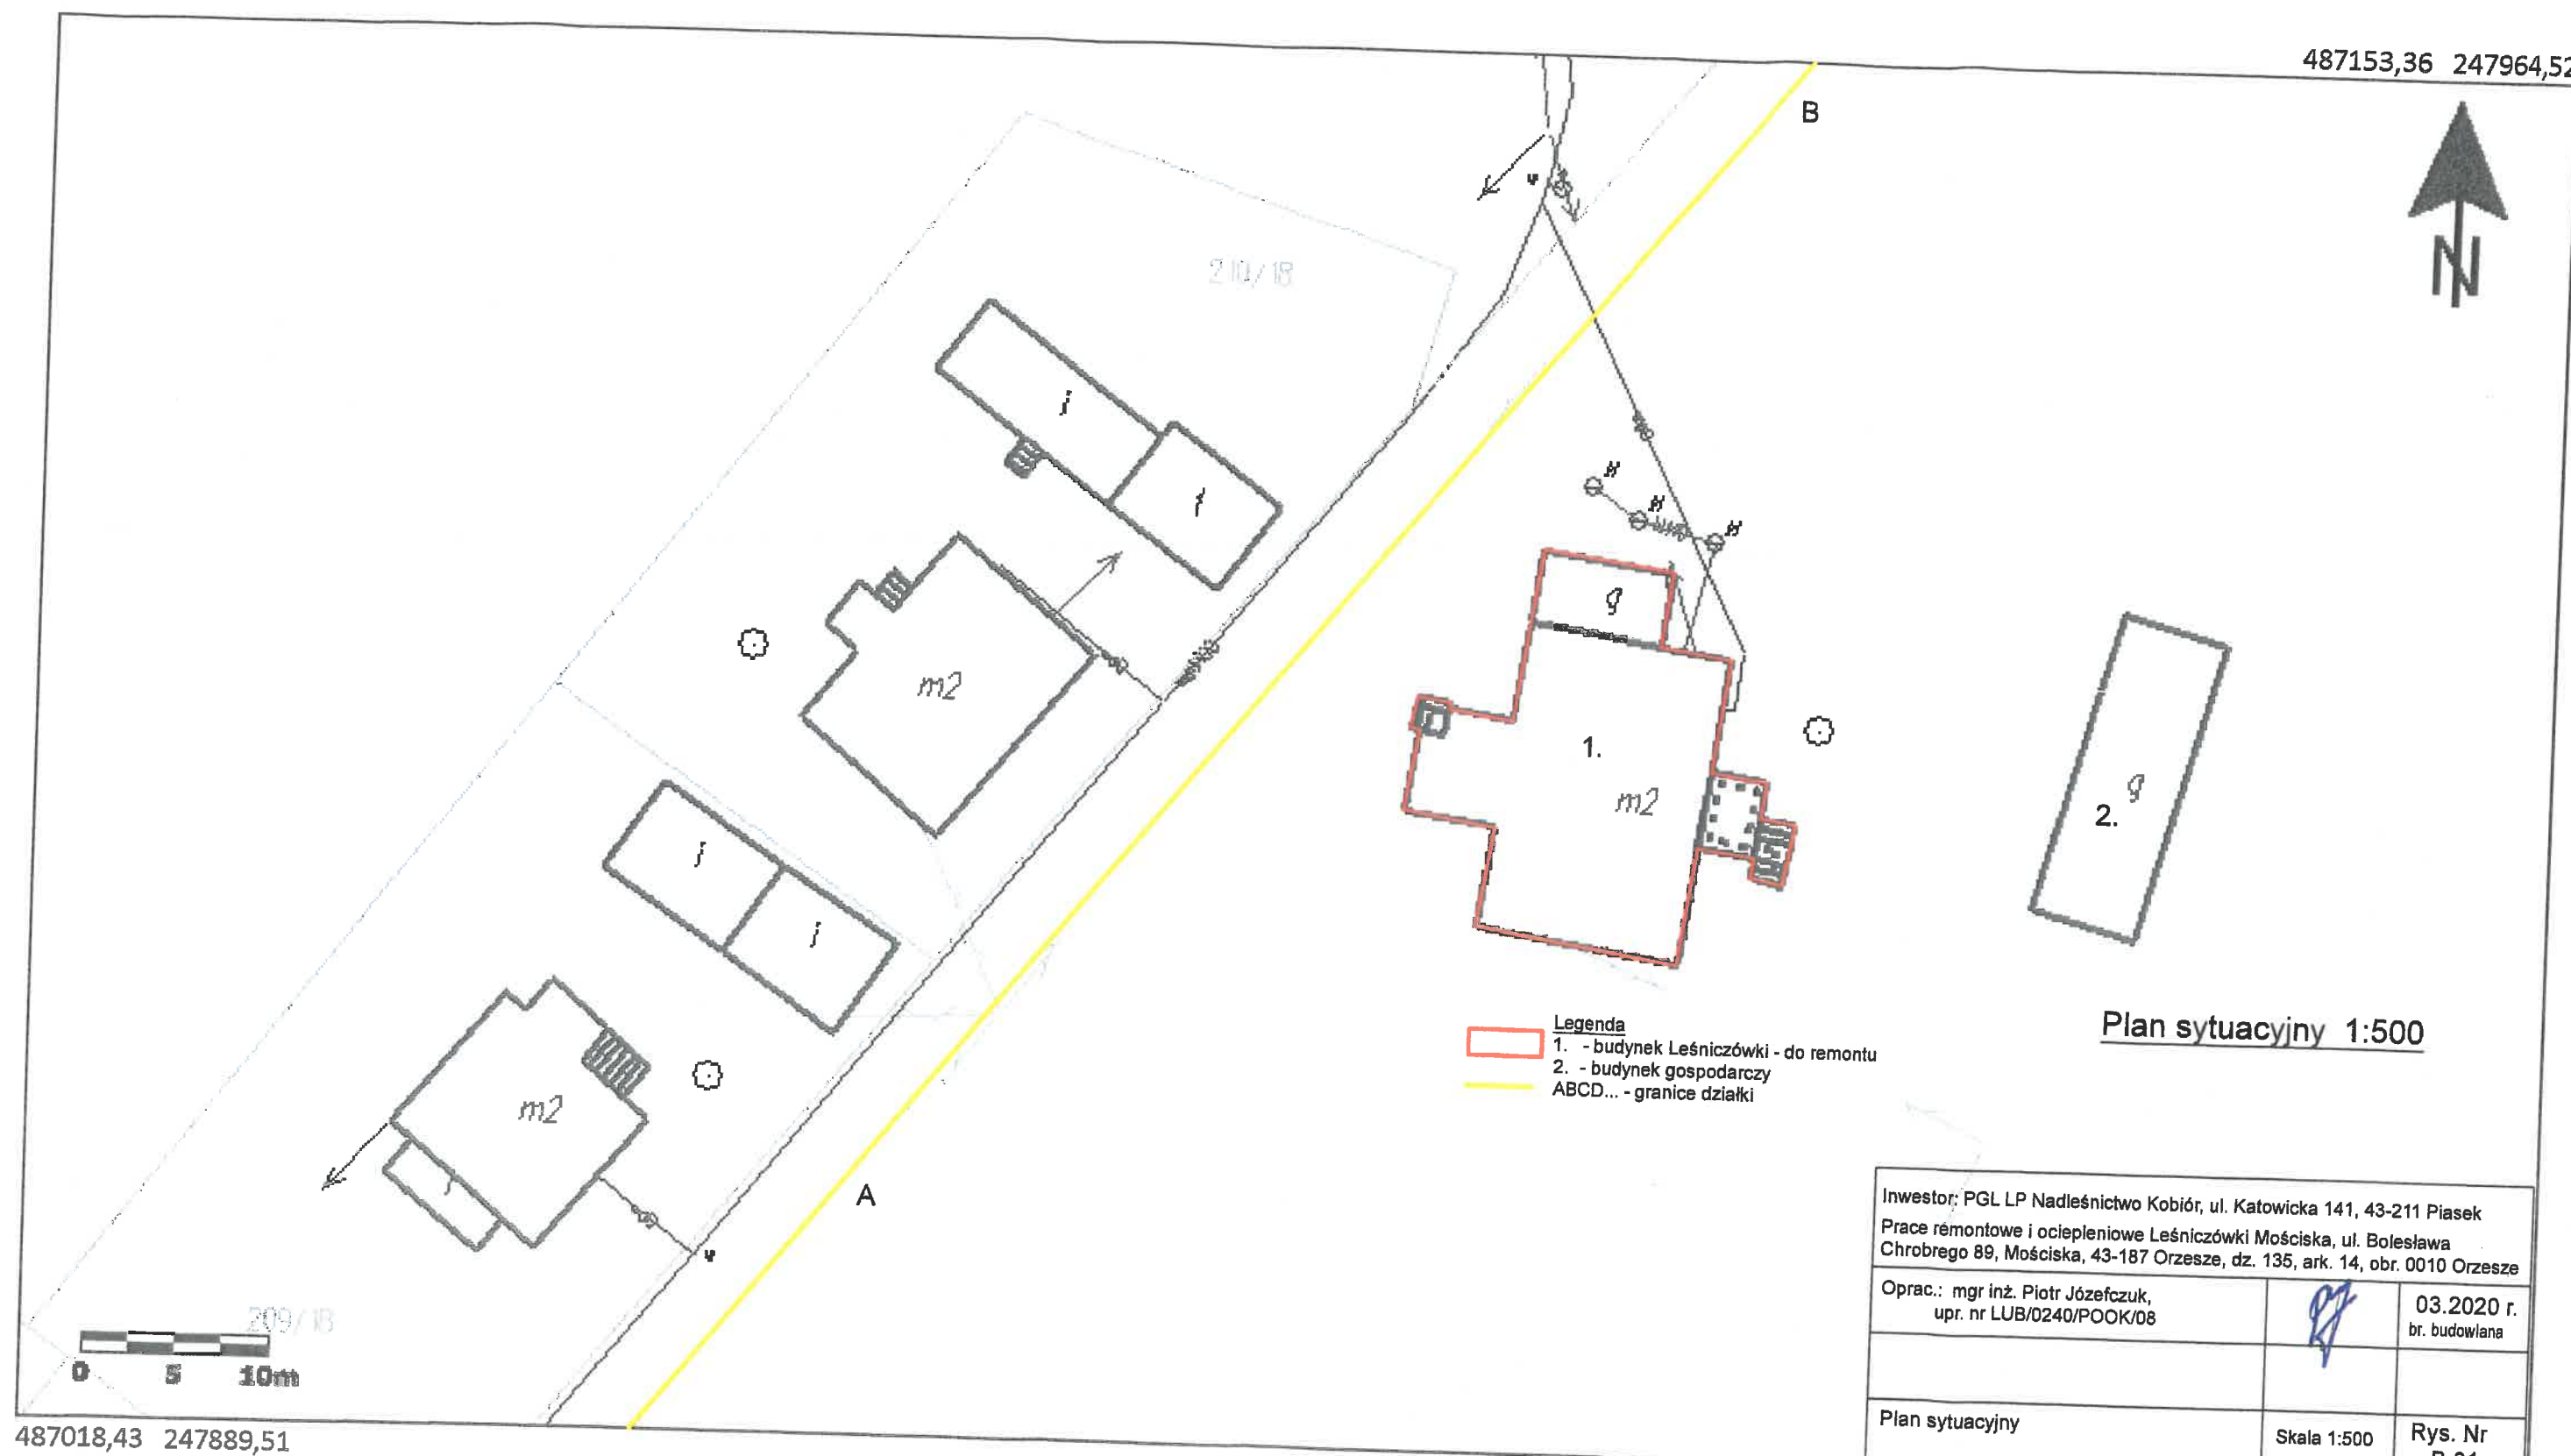 487153,36 247964,52
B
N
210/18
j
f
g
m2
1.
m2
g
2.
j
j
m2
A
Plan sytuacyjny 1:500
Legenda
1. - budynek Leśniczówki - do remontu
2. - budynek gospodarczy
ABCD... - granice działki
209/18
0 5 10m
487018,43 247889,51
Inwestor: PGL LP Nadleśnictwo Kobiór, ul. Katowicka 141, 43-211 Piasek
Prace remontowe i ociepleniowe Leśniczówki Mościska, ul. Bolesława
Chrobrego 89, Mościska, 43-187 Orzesze, dz. 135, ark. 14, obr. 0010 Orzesze
Oprac.: mgr inż. Piotr Józefczuk,
upr. nr LUB/0240/POOK/08
03.2020 r.
br. budowlana
Plan sytuacyjny
Skala 1:500
Rys. Nr